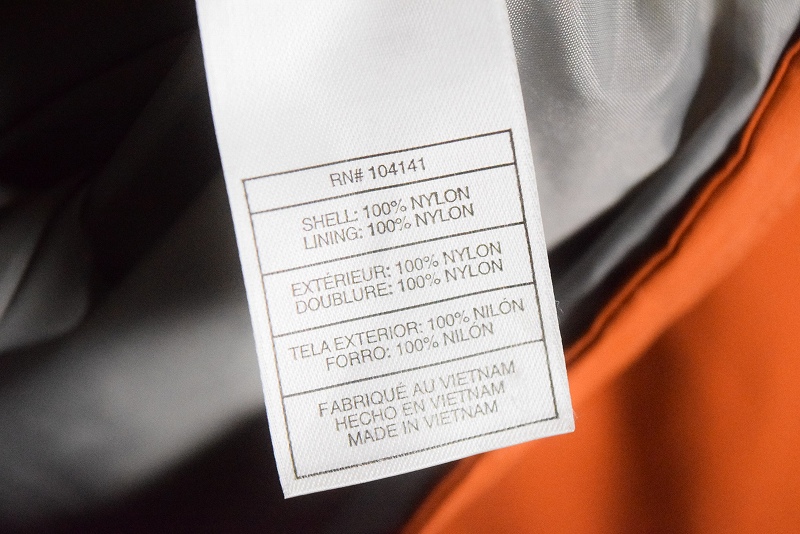 RN# 104141
SHELL: 100% NYLON
LINING: 100% NYLON
EXTÉRIEUR: 100% NYLON
DOUBLURE: 100% NYLON
TELA EXTERIOR: 100% NILÓN
FORRO: 100% NILÓN
FABRIQUÉ AU VIETNAM
HECHO EN VIETNAM
MADE IN VIETNAM